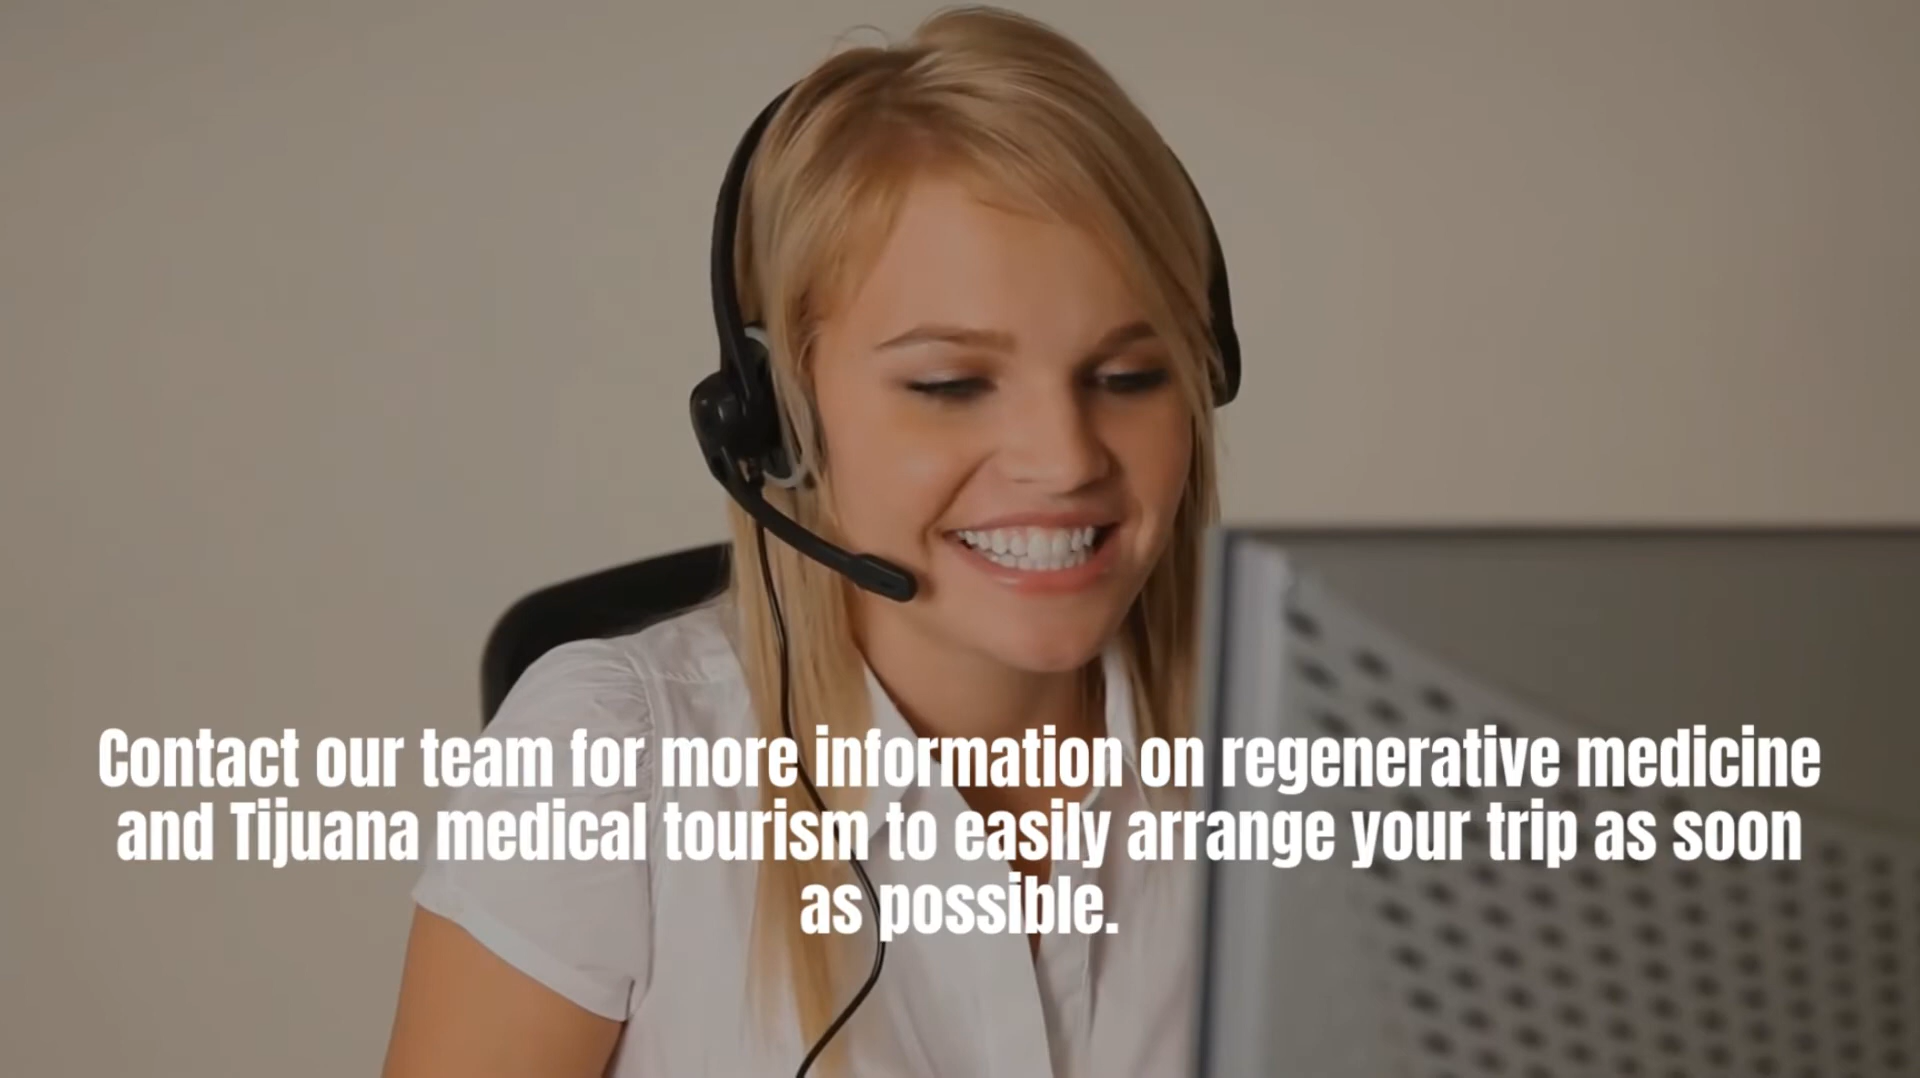 Contact our team for more information on regenerative medicine
and Tijuana medical tourism to easily arrange your trip as soon
as possible.